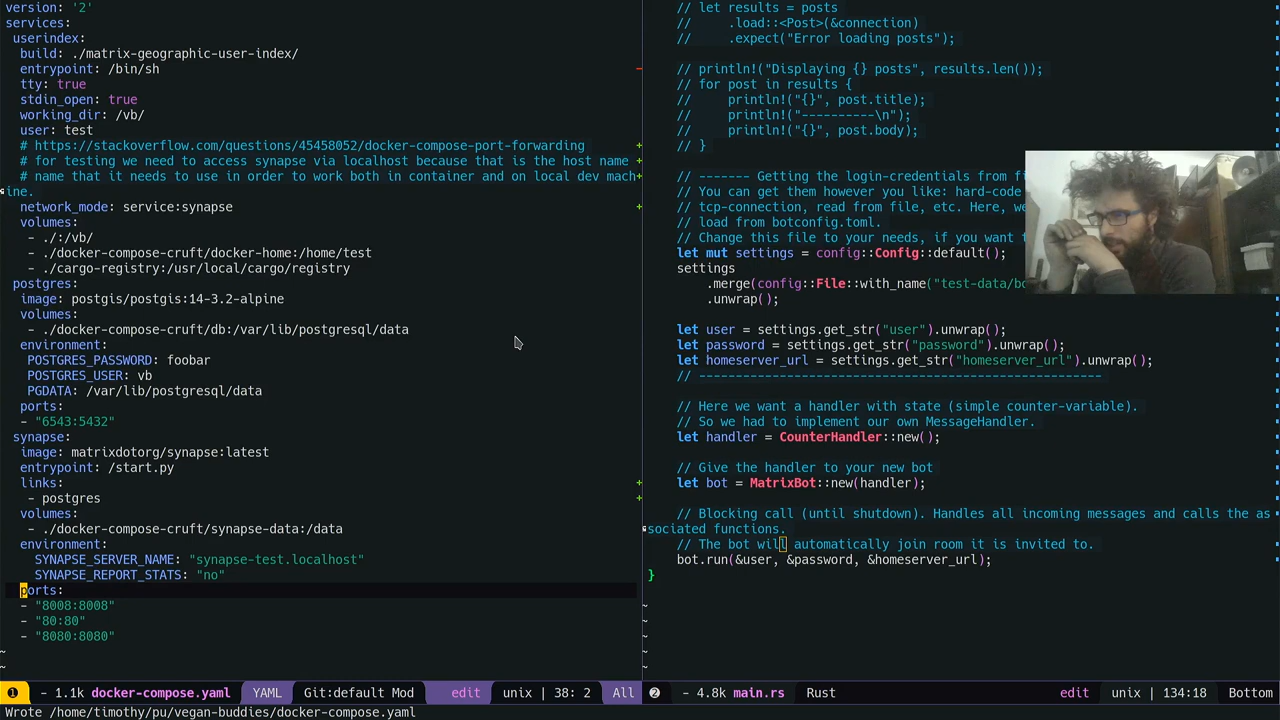 version: '2'
services:
userindex:
build: ./matrix-geographic-user-index/
entrypoint: /bin/sh
tty: true
stdin_open: true
working_dir: /vb/
user: test
# https://stackoverflow.com/questions/45458052/docker-compose-port-forwarding
# for testing we need to access synapse via localhost because that is the host name
# name that it needs to use in order to work both in container and on local dev mach
ine.
network_mode: service:synapse
volumes:
- ./:/vb/
- ./docker-compose-cruft/docker-home:/home/test
- ./cargo-registry:/usr/local/cargo/registry
postgres:
image: postgis/postgis:14-3.2-alpine
volumes:
- ./docker-compose-cruft/db:/var/lib/postgresql/data
environment:
POSTGRES_PASSWORD: foobar
POSTGRES_USER: vb
PGDATA: /var/lib/postgresql/data
ports:
- "6543:5432"
synapse:
image: matrixdotorg/synapse:latest
entrypoint: /start.py
links:
- postgres
volumes:
- ./docker-compose-cruft/synapse-data:/data
environment:
SYNAPSE_SERVER_NAME: "synapse-test.localhost"
SYNAPSE_REPORT_STATS: "no"
ports:
- "8008:8008"
- "80:80"
- "8080:8080"
~
~
1 - 1.1k docker-compose.yaml YAML Git:default Mod edit unix | 38: 2 All
// let results = posts
// .load::<Post>(&connection)
// .expect("Error loading posts");
// println!("Displaying {} posts", results.len());
// for post in results {
// println!("{}", post.title);
// println!("----------\n");
// println!("{}", post.body);
// }
// ------- Getting the login-credentials from fi
// You can get them however you like: hard-code
// tcp-connection, read from file, etc. Here, we
// load from botconfig.toml.
// Change this file to your needs, if you want t
let mut settings = config::Config::default();
settings
.merge(config::File::with_name("test-data/bo
.unwrap();
let user = settings.get_str("user").unwrap();
let password = settings.get_str("password").unwrap();
let homeserver_url = settings.get_str("homeserver_url").unwrap();
// -------------------------------------------------------
// Here we want a handler with state (simple counter-variable).
// So we had to implement our own MessageHandler.
let handler = CounterHandler::new();
// Give the handler to your new bot
let bot = MatrixBot::new(handler);
// Blocking call (until shutdown). Handles all incoming messages and calls the as
sociated functions.
// The bot will automatically join room it is invited to.
bot.run(&user, &password, &homeserver_url);
}
~
~
~
~
~
~
2 - 4.8k main.rs Rust edit unix | 134:18 Bottom
Wrote /home/timothy/pu/vegan-buddies/docker-compose.yaml